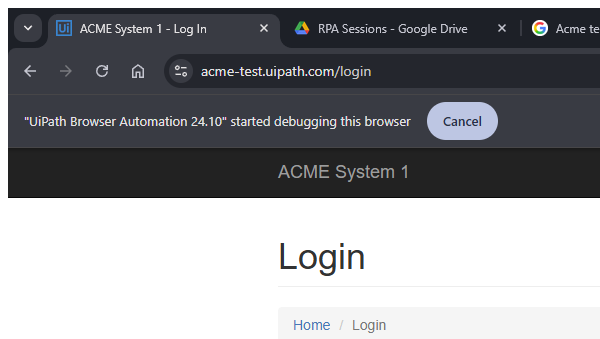 Ui ACME System 1 - Log In RPA Sessions - Google Drive Acme te
acme-test.uipath.com/login
"UiPath Browser Automation 24.10" started debugging this browser Cancel
ACME System 1
Login
Home / Login